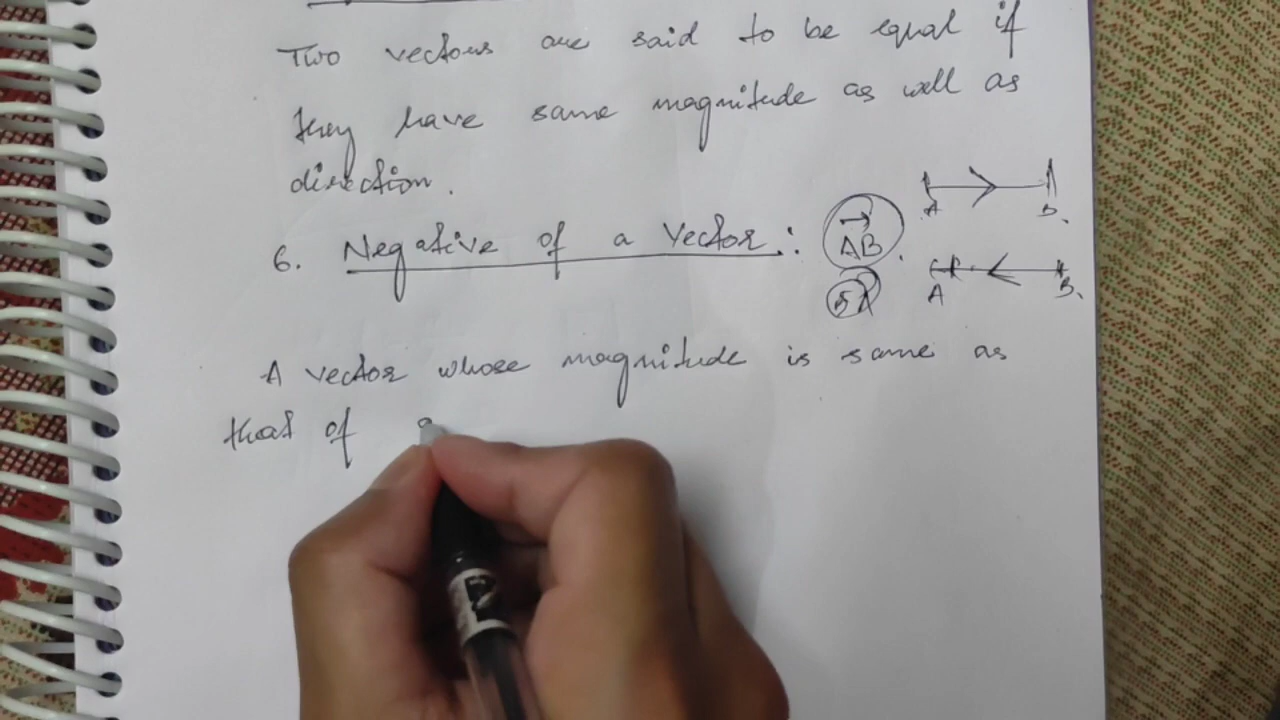 Two vectors are said to be equal if
they have same magnitude as well as
direction.
A B.
6. Negative of a Vector : AB.
A B.
A vector whose magnitude is same as
that of a